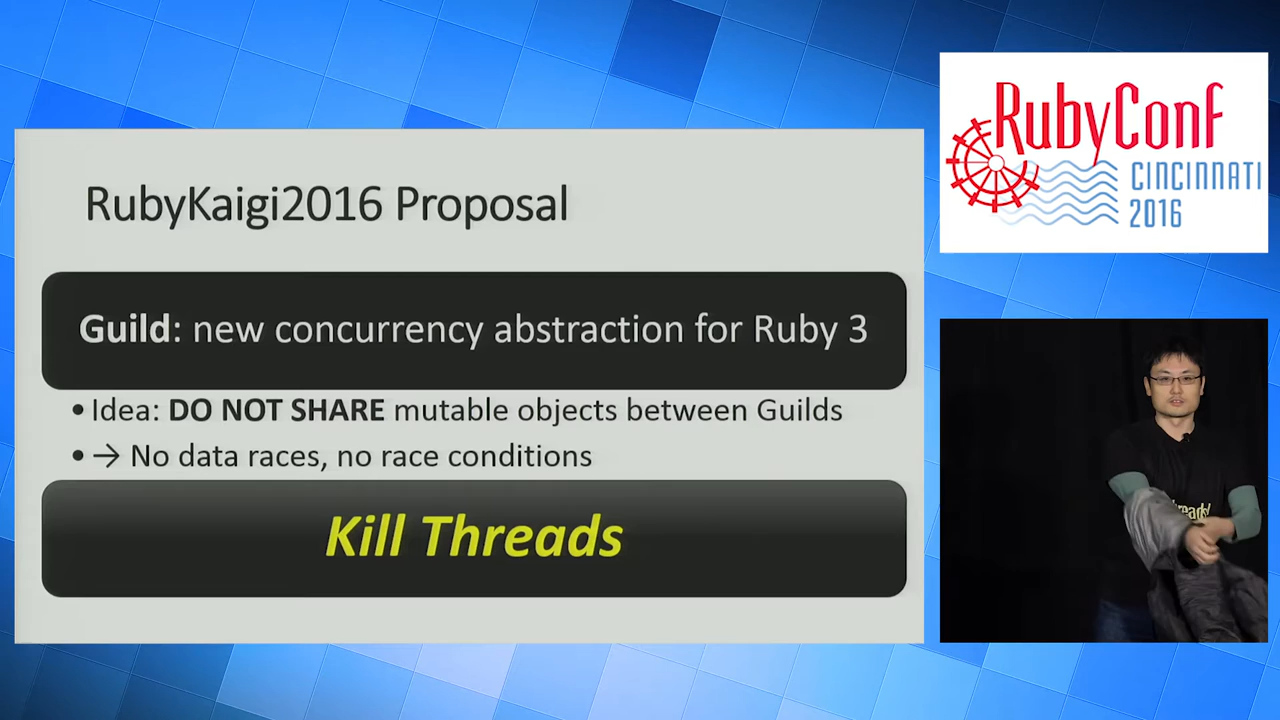 RubyKaigi2016 Proposal
Guild: new concurrency abstraction for Ruby 3
• Idea: DO NOT SHARE mutable objects between Guilds
• → No data races, no race conditions
Kill Threads
RubyConf
CINCINNATI
2016